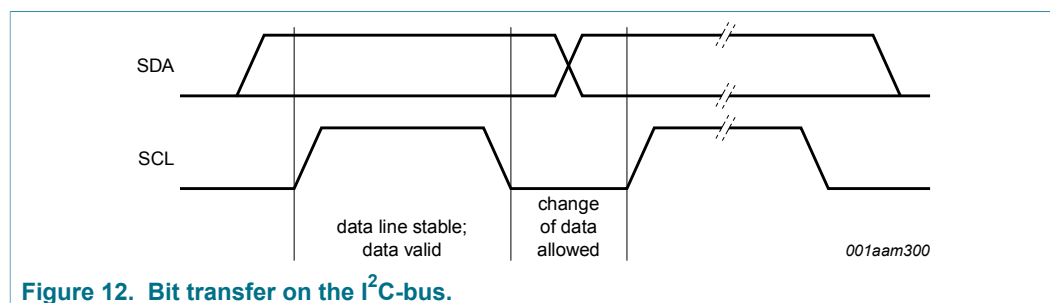 SDA
SCL
data line stable;
data valid
change
of data
allowed
001aam300
Figure 12. Bit transfer on the I²C-bus.